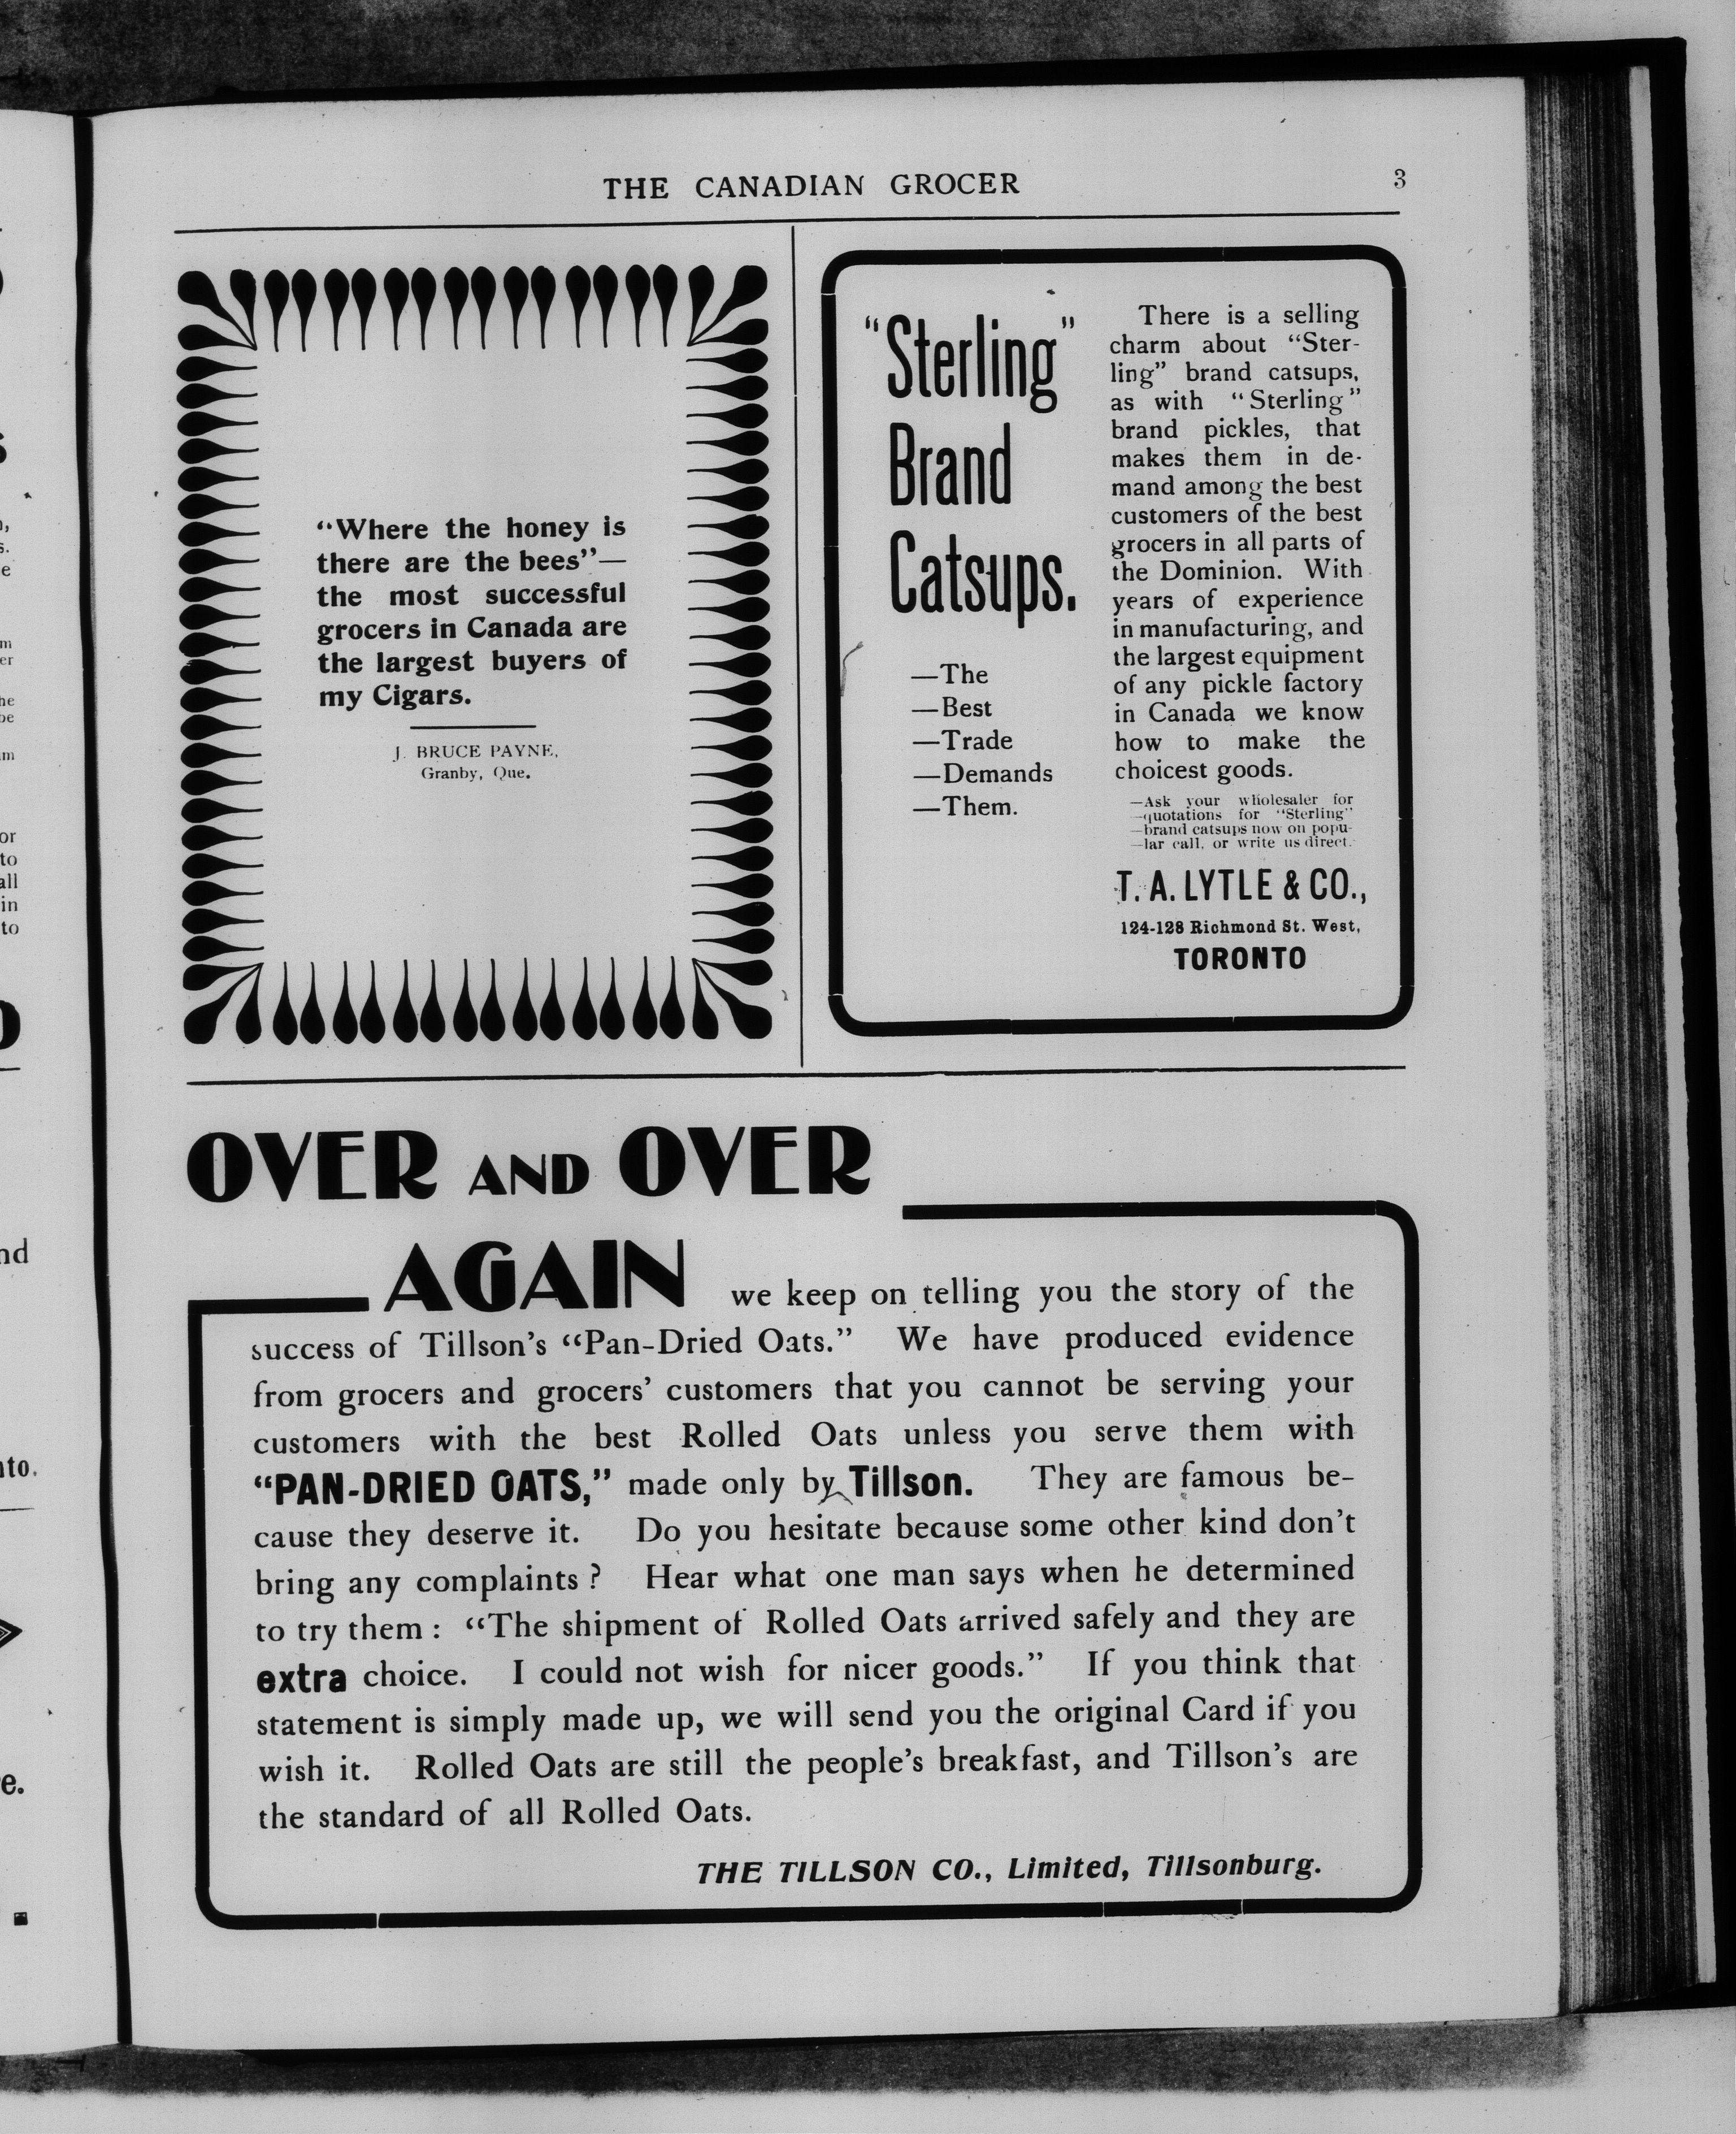 THE CANADIAN GROCER 3
“Where the honey is
there are the bees”—
the most successful
grocers in Canada are
the largest buyers of
my Cigars.
J. BRUCE PAYNE,
Granby, Que.
“Sterling”
Brand
Catsups.
—The
—Best
—Trade
—Demands
—Them.
There is a selling
charm about “Ster-
ling” brand catsups,
as with “Sterling”
brand pickles, that
makes them in de-
mand among the best
customers of the best
grocers in all parts of
the Dominion. With
years of experience
in manufacturing, and
the largest equipment
of any pickle factory
in Canada we know
how to make the
choicest goods.
—Ask your wholesaler for
—quotations for “Sterling”
—brand catsups now on popu-
—lar call, or write us direct.
T. A. LYTLE & CO.,
124-128 Richmond St. West,
TORONTO
OVER AND OVER
AGAIN we keep on telling you the story of the
success of Tillson’s “Pan-Dried Oats.” We have produced evidence
from grocers and grocers’ customers that you cannot be serving your
customers with the best Rolled Oats unless you serve them with
“PAN-DRIED OATS,” made only by Tillson. They are famous be-
cause they deserve it. Do you hesitate because some other kind don’t
bring any complaints ? Hear what one man says when he determined
to try them : “The shipment of Rolled Oats arrived safely and they are
extra choice. I could not wish for nicer goods.” If you think that
statement is simply made up, we will send you the original Card if you
wish it. Rolled Oats are still the people’s breakfast, and Tillson’s are
the standard of all Rolled Oats.
THE TILLSON CO., Limited, Tillsonburg.